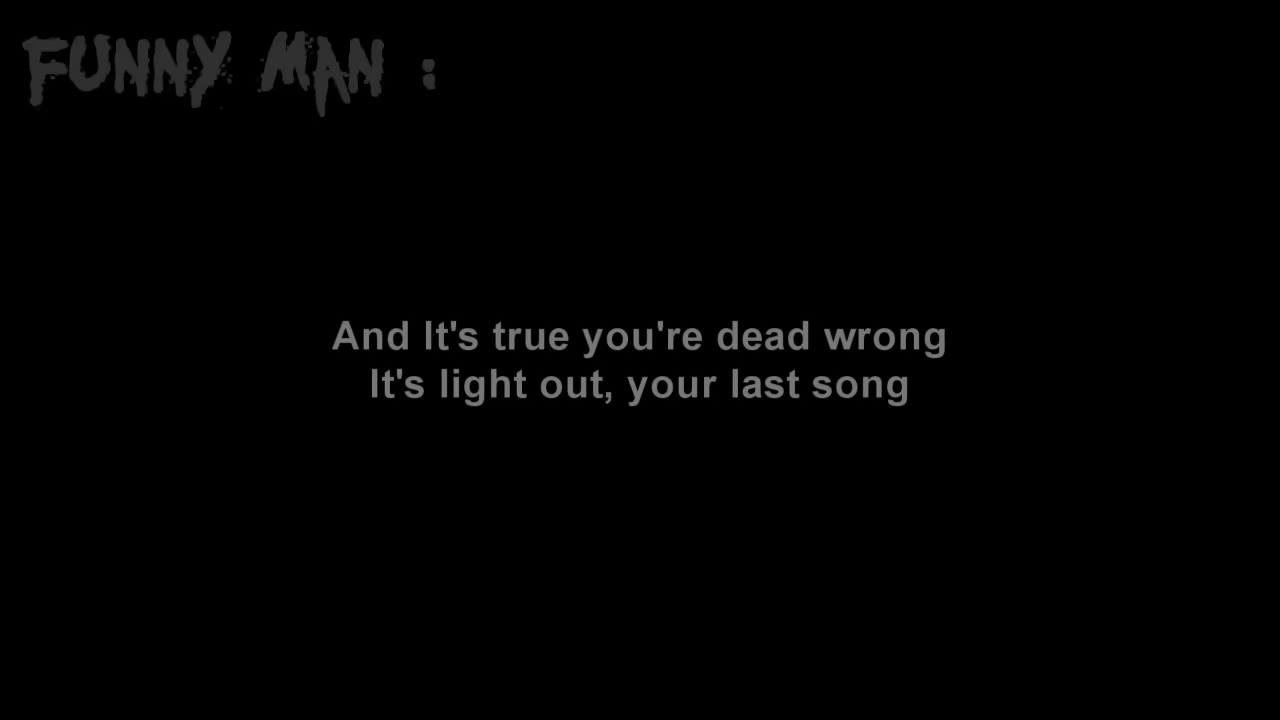 FUNNY MAN :
And It's true you're dead wrong
It's light out, your last song